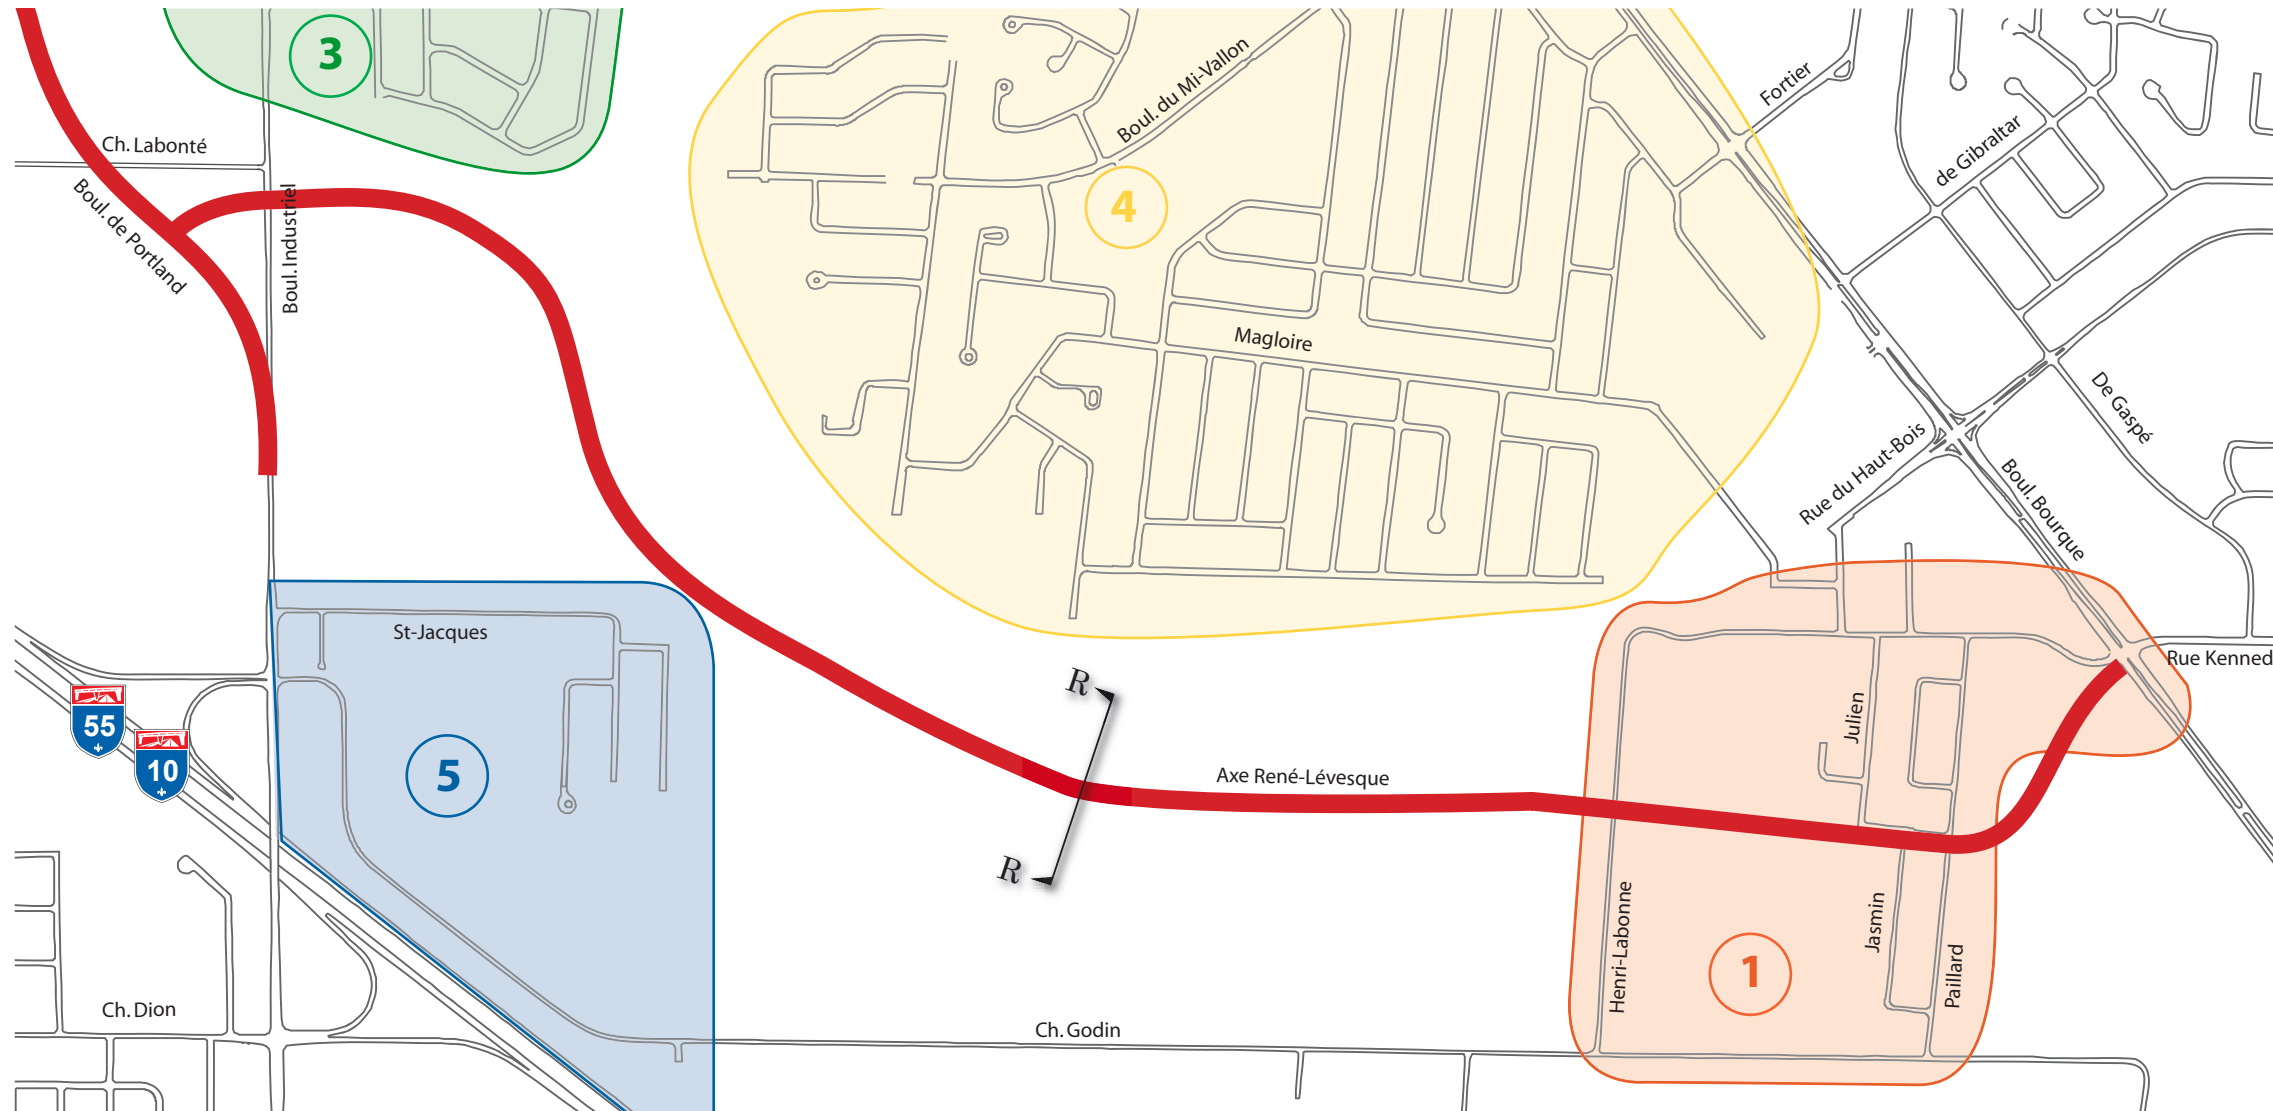 3
Ch. Labonté
Boul. de Portland
Boul. Industriel
Boul. du Mi-Vallon
4
Magloire
Fortier
de Gibraltar
De Gaspé
Rue du Haut-Bois
Boul. Bourque
Rue Kenned
St-Jacques
55
10
5
R
R
Axe René-Lévesque
Julien
Henri-Labonne
Jasmin
Paillard
1
Ch. Dion
Ch. Godin